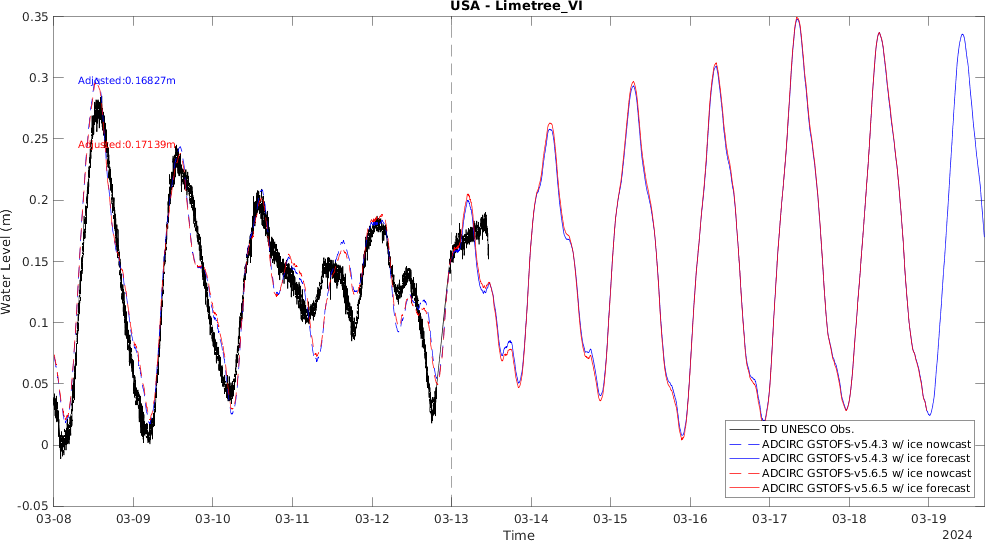 USA - Limetree_VI
0.35
0.3
0.25
0.2
0.15
0.1
0.05
0
-0.05
Water Level (m)
Adjusted:0.16827m
Adjusted:0.17139m
TD UNESCO Obs.
ADCIRC GSTOFS-v5.4.3 w/ ice nowcast
ADCIRC GSTOFS-v5.4.3 w/ ice forecast
ADCIRC GSTOFS-v5.6.5 w/ ice nowcast
ADCIRC GSTOFS-v5.6.5 w/ ice forecast
03-08 03-09 03-10 03-11 03-12 03-13 03-14 03-15 03-16 03-17 03-18 03-19
Time
2024